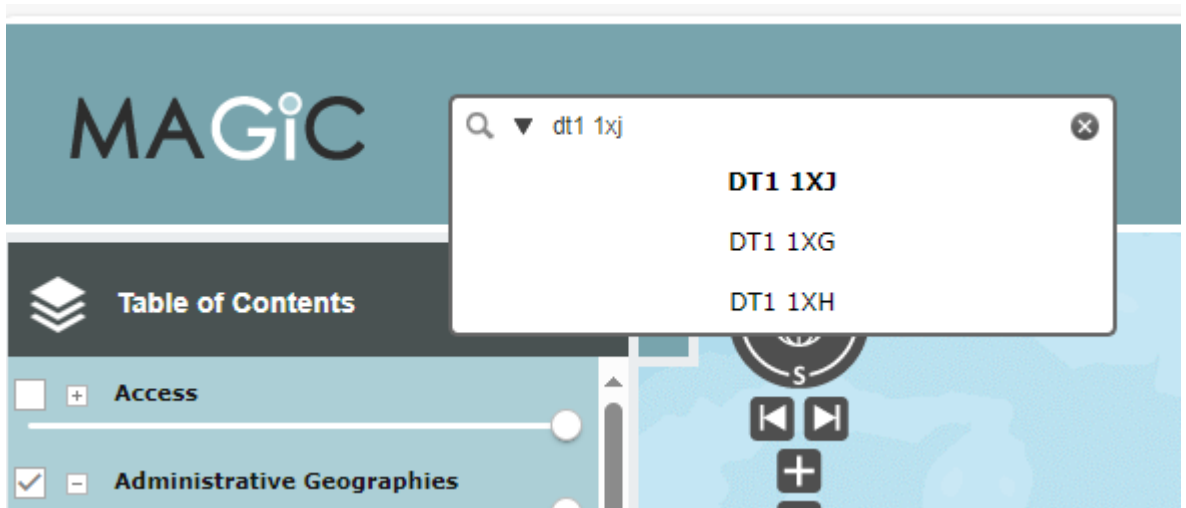 MAGiC
dt1 1xj
DT1 1XJ
DT1 1XG
DT1 1XH
Table of Contents
S
Access
Administrative Geographies